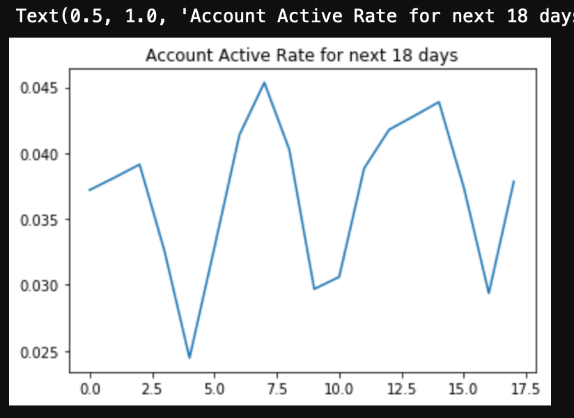 Text(0.5, 1.0, 'Account Active Rate for next 18 days
Account Active Rate for next 18 days
0.045
0.040
0.035
0.030
0.025
0.0 2.5 5.0 7.5 10.0 12.5 15.0 17.5